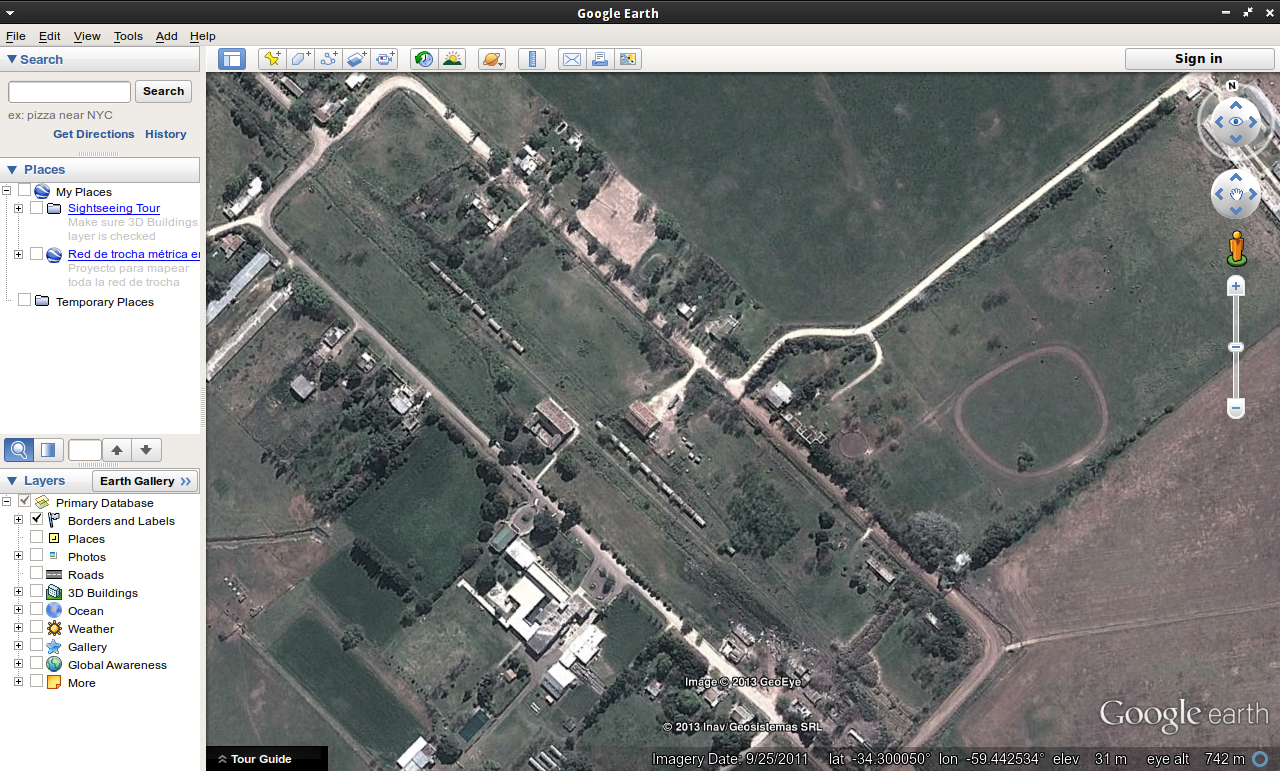 Google Earth
File Edit View Tools Add Help
Search
Sign in
Search
ex: pizza near NYC
Get Directions History
Places
My Places
Sightseeing Tour
Make sure 3D Buildings
layer is checked
Red de trocha métrica en
Proyecto para mapear
toda la red de trocha
Temporary Places
Layers
Earth Gallery »
Primary Database
Borders and Labels
Places
Photos
Roads
3D Buildings
Ocean
Weather
Gallery
Global Awareness
More
N
Image © 2013 GeoEye
© 2013 Inav/Geosistemas SRL
Google earth
Tour Guide
Imagery Date: 9/25/2011 lat -34.300050° lon -59.442534° elev 31 m eye alt 742 m